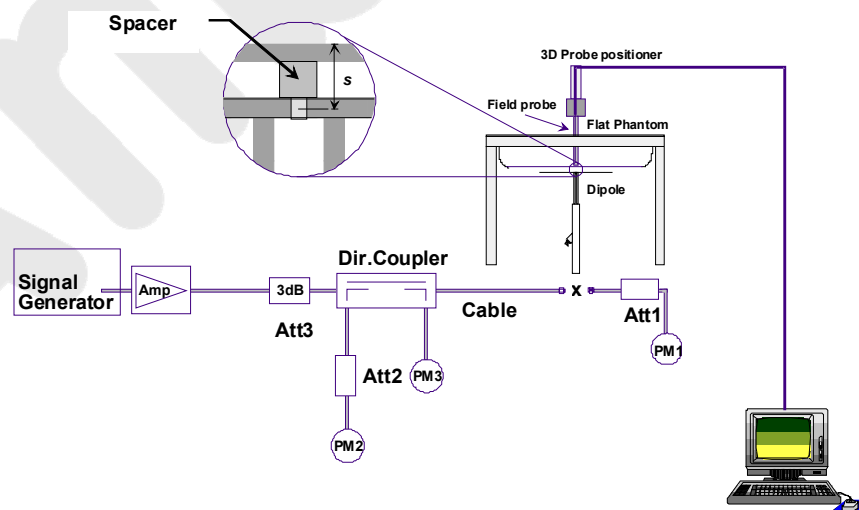 Spacer
s
3D Probe positioner
Field probe
Flat Phantom
Dipole
Signal
Generator
Amp
3dB
Att3
Dir.Coupler
Cable
x
Att1
PM1
Att2
PM3
PM2